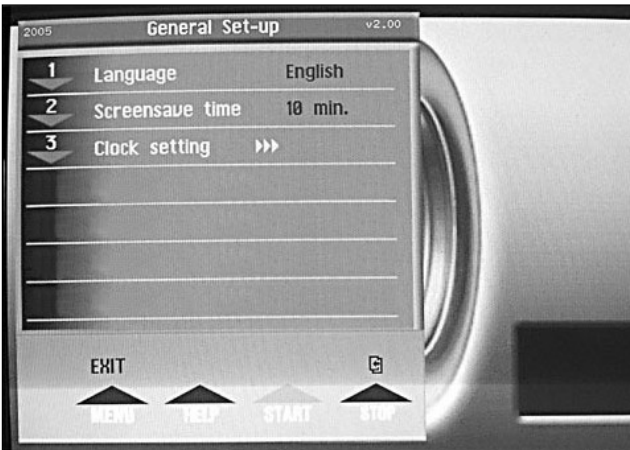 2005 General Set-up v2.00
1 Language English
2 Screensave time 10 min.
3 Clock setting
EXIT
MENU HELP START STOP